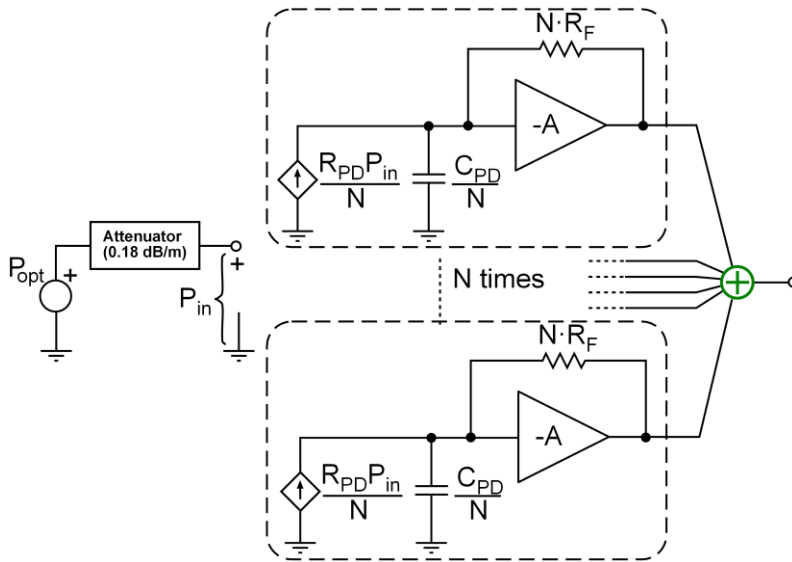 N·R_F
-A
R_PD P_in
N
C_PD
N
Attenuator
(0.18 dB/m)
P_opt
+
+
P_in
N times
N·R_F
-A
R_PD P_in
N
C_PD
N